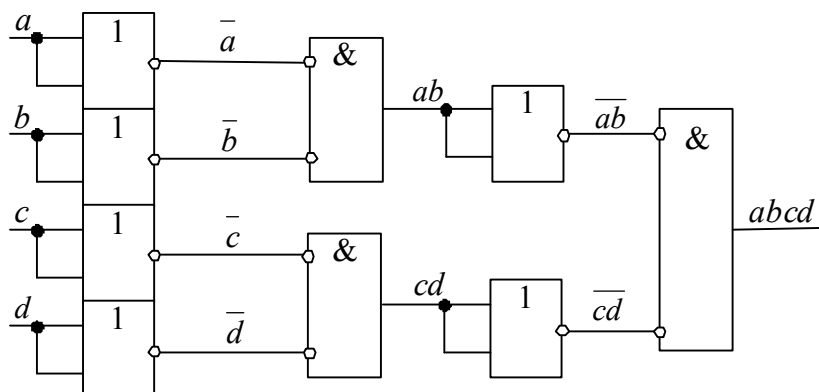 a 1 a̅ &
ab 1 a̅b̅
b 1 b̅ &
abcd
c 1 c̅ &
cd 1 c̅d̅
d 1 d̅